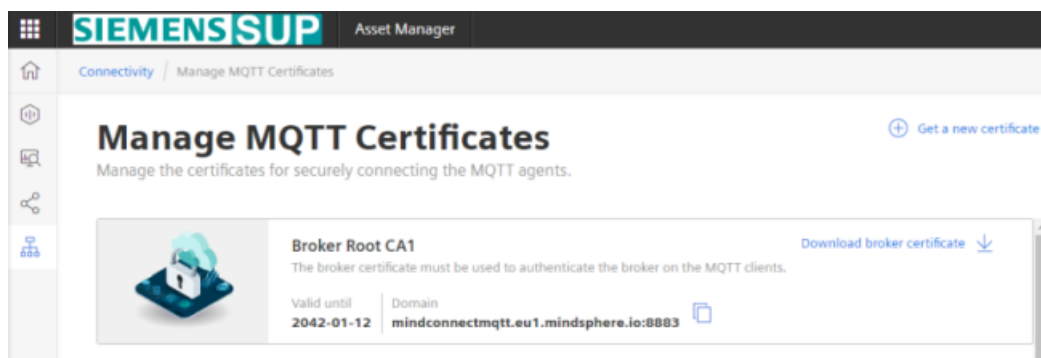 SIEMENS SUP Asset Manager
Connectivity / Manage MQTT Certificates
Manage MQTT Certificates
Get a new certificate
Manage the certificates for securely connecting the MQTT agents.
Broker Root CA1
Download broker certificate
The broker certificate must be used to authenticate the broker on the MQTT clients.
Valid until
Domain
2042-01-12
mindconnectmqtt.eu1.mindsphere.io:8883